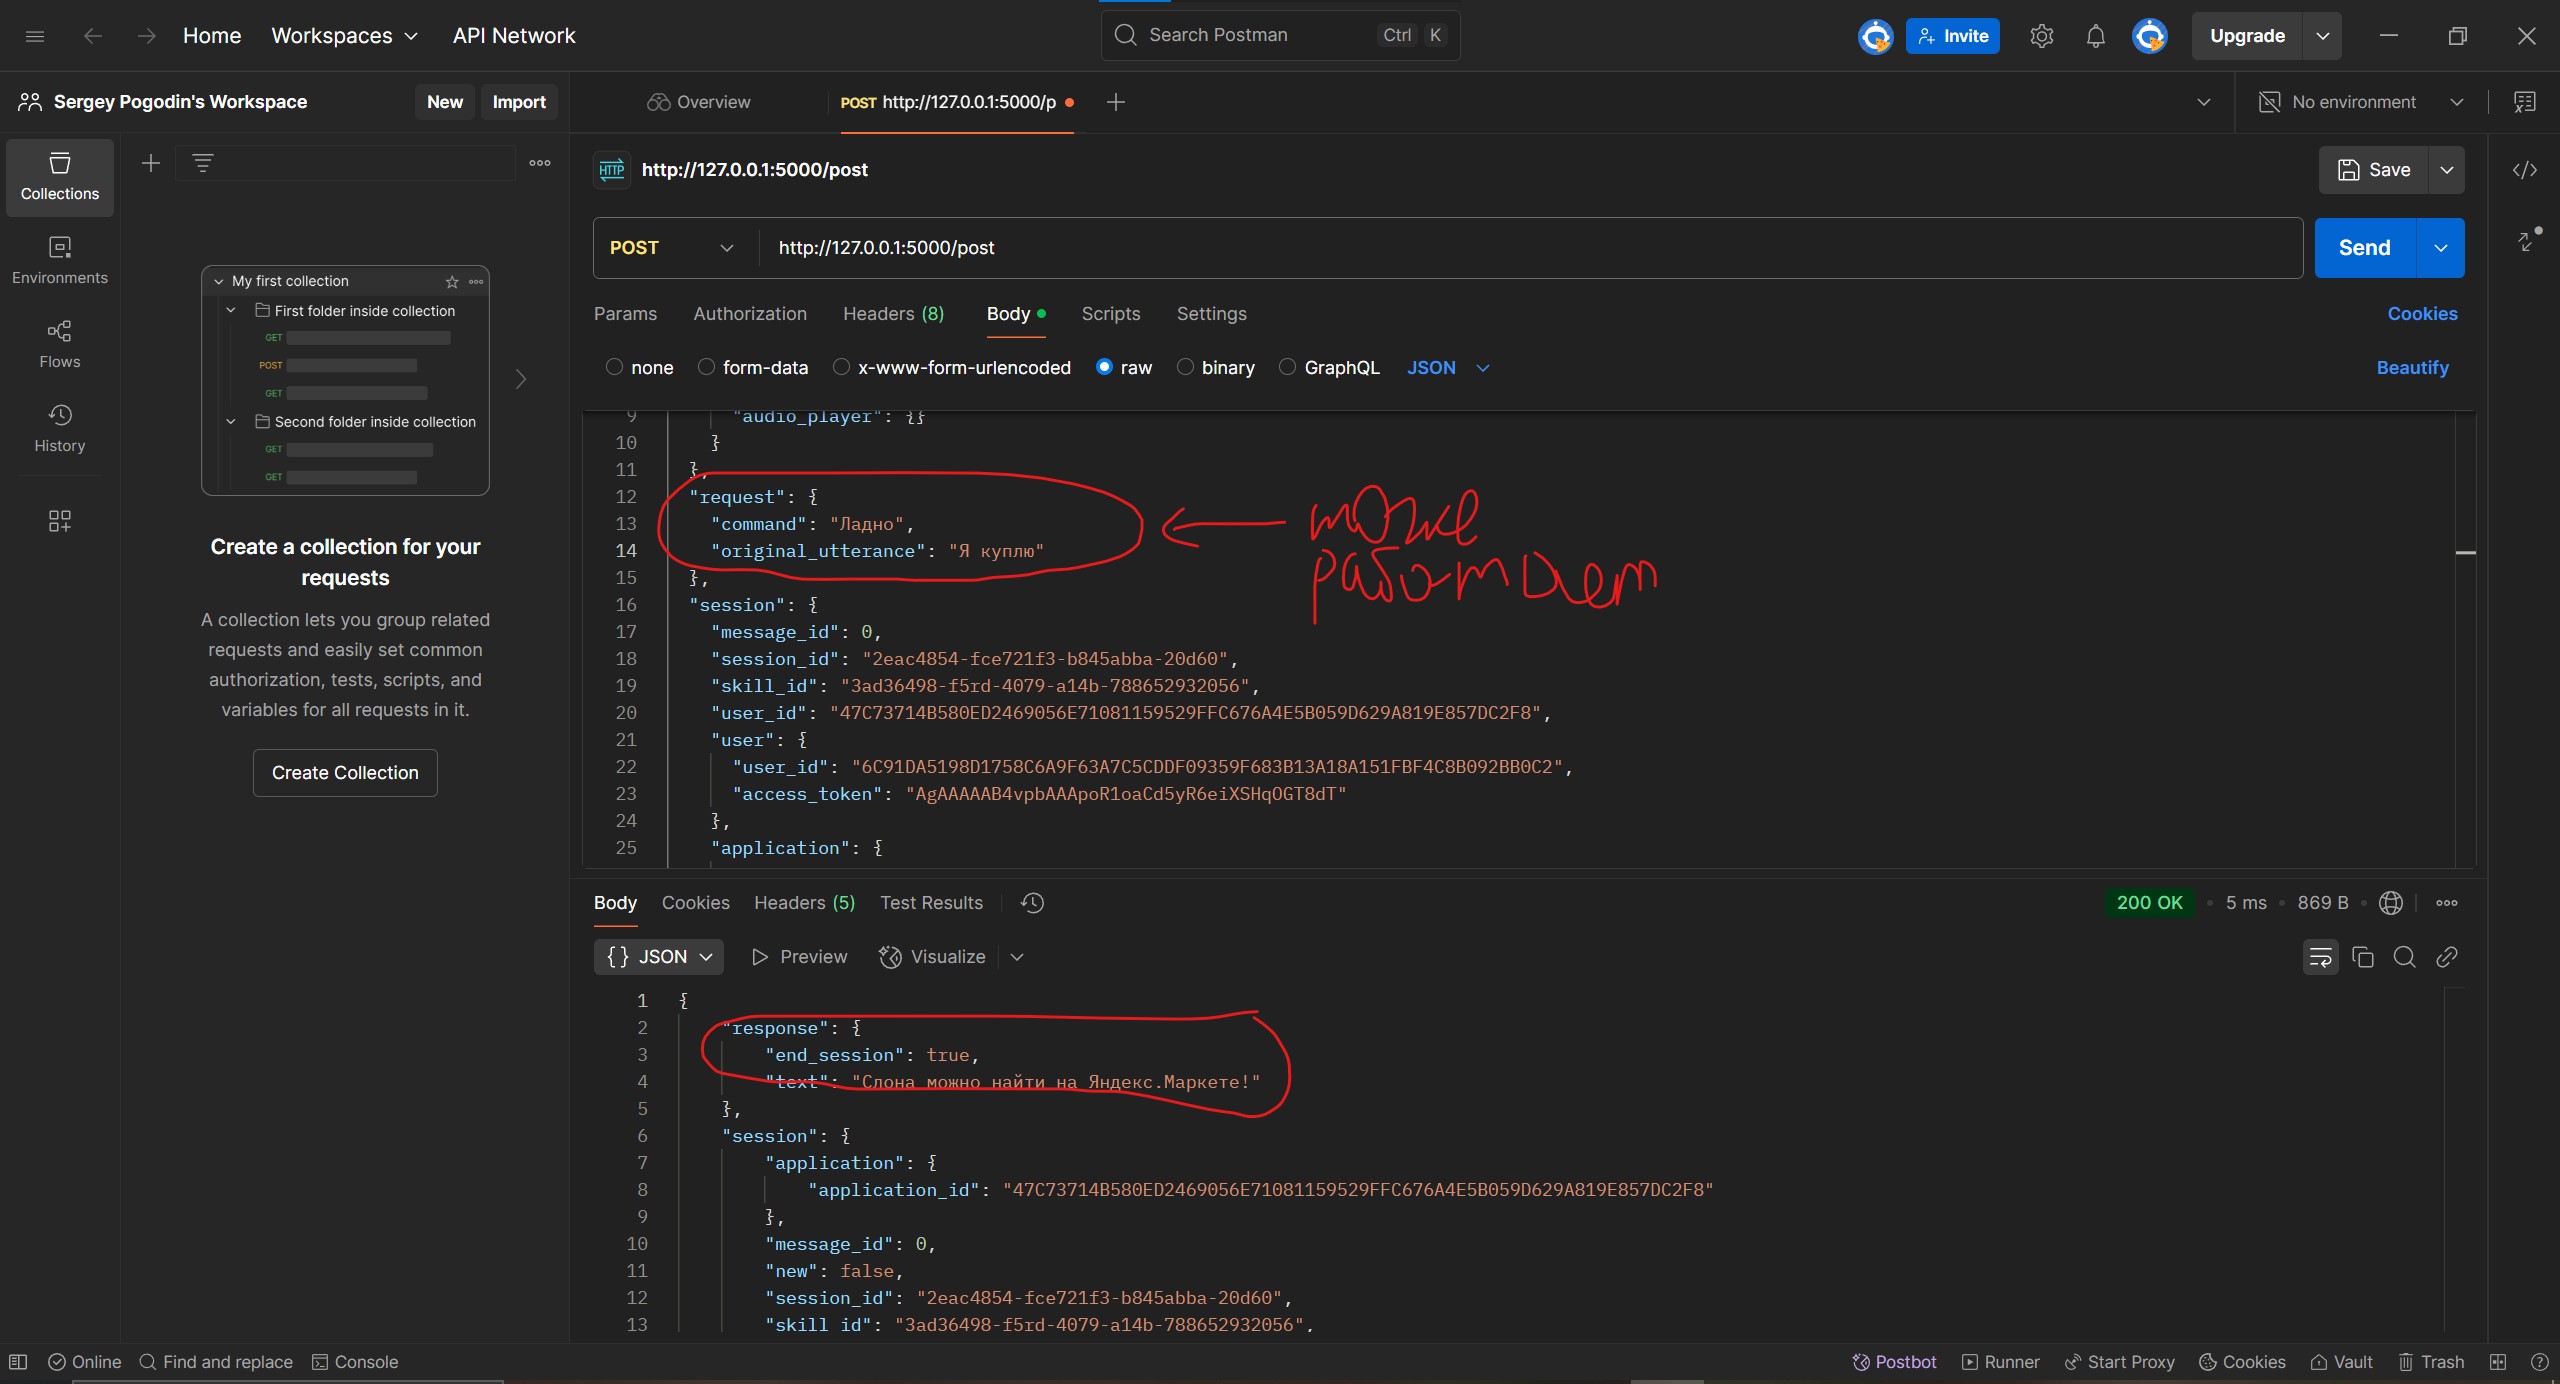 Home
Workspaces
API Network
Search Postman
Ctrl K
Invite
Upgrade
Sergey Pogodin's Workspace
New
Import
Overview
POST http://127.0.0.1:5000/p
No environment
Collections
Environments
Flows
History
My first collection
First folder inside collection
GET
POST
GET
Second folder inside collection
GET
GET
Create a collection for your
requests
A collection lets you group related
requests and easily set common
authorization, tests, scripts, and
variables for all requests in it.
Create Collection
HTTP http://127.0.0.1:5000/post
Save
POST
http://127.0.0.1:5000/post
Send
Params
Authorization
Headers (8)
Body
Scripts
Settings
Cookies
none
form-data
x-www-form-urlencoded
raw
binary
GraphQL
JSON
Beautify
9 "audio_player": {}
10 }
11 },
12 "request": {
13 "command": "Ладно",
14 "original_utterance": "Я куплю"
15 },
16 "session": {
17 "message_id": 0,
18 "session_id": "2eac4854-fce721f3-b845abba-20d60",
19 "skill_id": "3ad36498-f5rd-4079-a14b-788652932056",
20 "user_id": "47C73714B580ED2469056E71081159529FFC676A4E5B059D629A819E857DC2F8",
21 "user": {
22 "user_id": "6C91DA5198D1758C6A9F63A7C5CDDF09359F683B13A18A151FBF4C8B092BB0C2",
23 "access_token": "AgAAAAAB4vpbAAApoR1oaCd5yR6eiXSHqOGT8dT"
24 },
25 "application": {
тоже
работает
Body
Cookies
Headers (5)
Test Results
200 OK
5 ms
869 B
{} JSON
Preview
Visualize
1 {
2 "response": {
3 "end_session": true,
4 "text": "Слона можно найти на Яндекс.Маркете!"
5 },
6 "session": {
7 "application": {
8 "application_id": "47C73714B580ED2469056E71081159529FFC676A4E5B059D629A819E857DC2F8"
9 },
10 "message_id": 0,
11 "new": false,
12 "session_id": "2eac4854-fce721f3-b845abba-20d60",
13 "skill_id": "3ad36498-f5rd-4079-a14b-788652932056",
Online
Find and replace
Console
Postbot
Runner
Start Proxy
Cookies
Vault
Trash